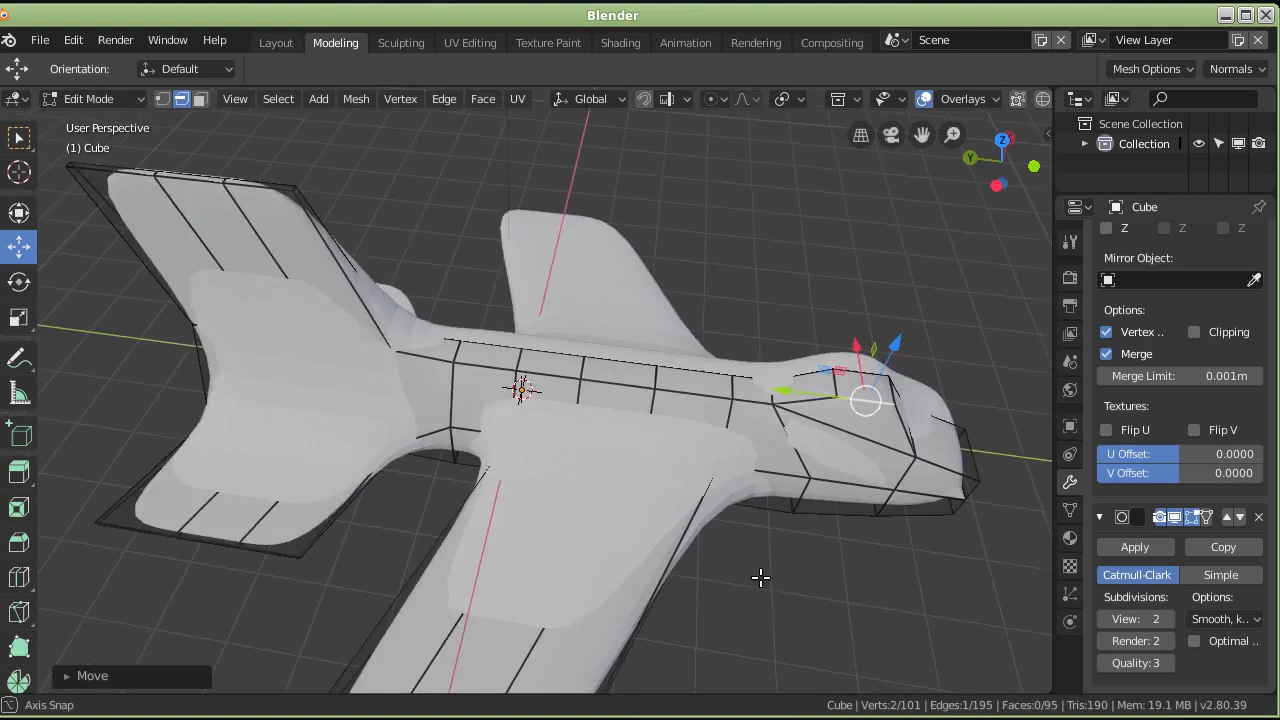 Blender
File Edit Render Window Help Layout Modeling Sculpting UV Editing Texture Paint Shading Animation Rendering Compositing Scene View Layer
Orientation: Default Mesh Options Normals
Edit Mode View Select Add Mesh Vertex Edge Face UV Global Overlays
User Perspective
(1) Cube
Z
Y
Scene Collection
Collection
Cube
Z Z Z
Mirror Object:
Options:
Vertex .. Clipping
Merge
Merge Limit: 0.001m
Textures:
Flip U Flip V
U Offset: 0.0000
V Offset: 0.0000
Apply Copy
Catmull-Clark Simple
Subdivisions: Options:
View: 2 Smooth, k..
Render: 2 Optimal ..
Quality: 3
Move
Axis Snap Cube | Verts:2/101 | Edges:1/195 | Faces:0/95 | Tris:190 | Mem: 19.1 MB | v2.80.39